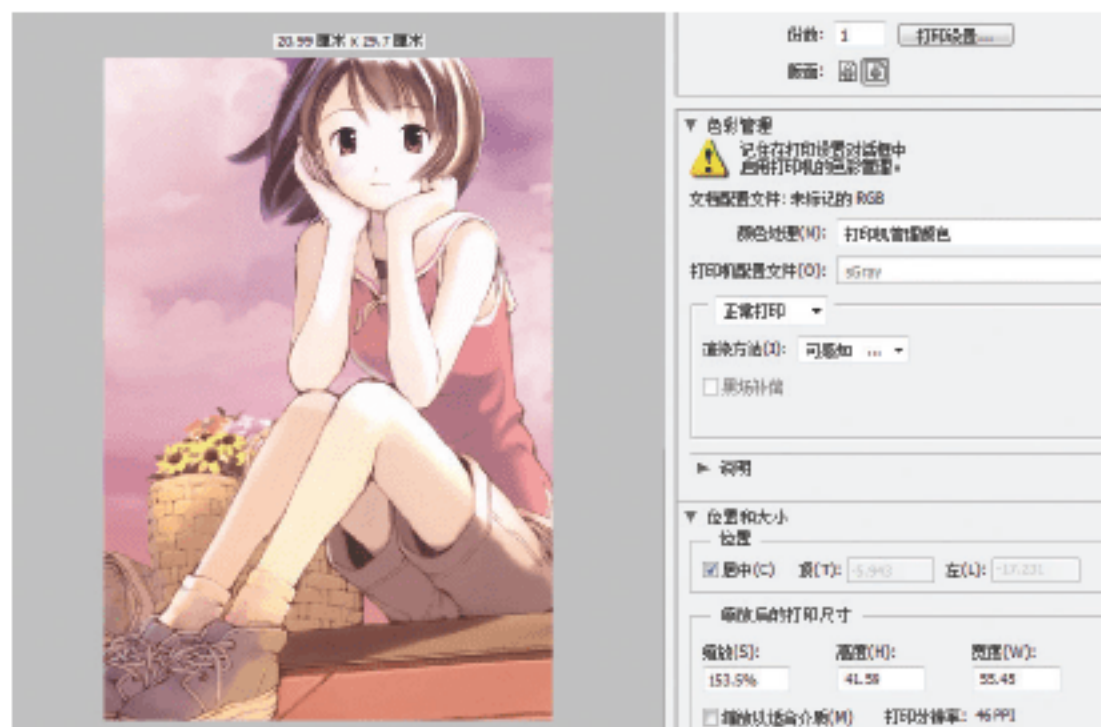 20.99 厘米 x 29.7 厘米
份数: 1 打印设置...
版面:
色彩管理
记住在打印设置对话框中
启用打印机的色彩管理。
文档配置文件: 未标记的 RGB
颜色处理(N): 打印机管理颜色
打印机配置文件(O): sGray
正常打印
渲染方法(I): 可感知 ...
黑场补偿
说明
位置和大小
位置
居中(C) 顶(T): -5.943 左(L): -17.231
缩放后的打印尺寸
缩放(S): 高度(H): 宽度(W):
153.5% 41.59 55.45
缩放以适合介质(M) 打印分辨率: 46 PPI